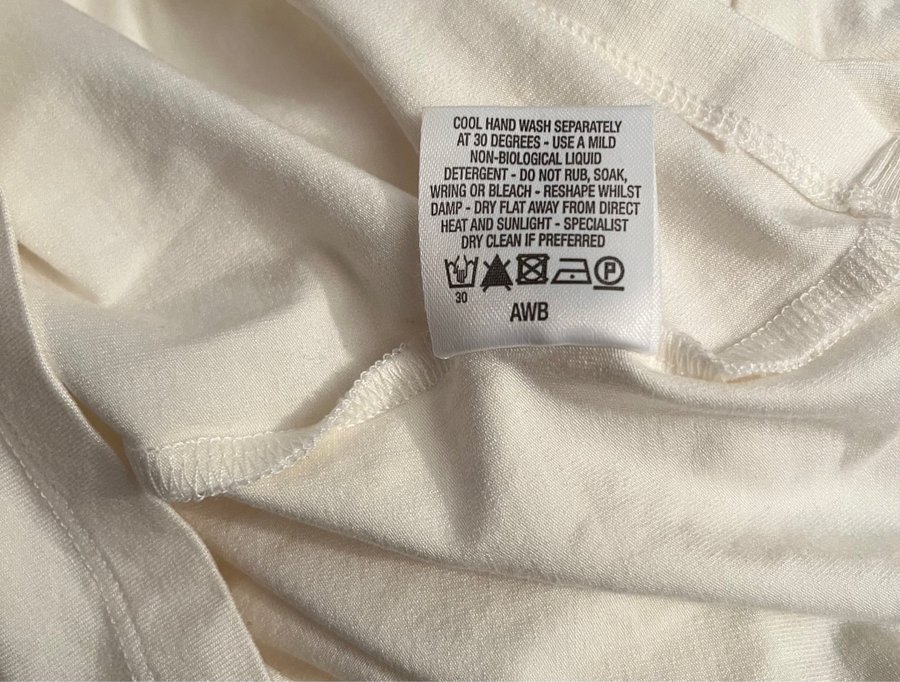 COOL HAND WASH SEPARATELY
AT 30 DEGREES - USE A MILD
NON-BIOLOGICAL LIQUID
DETERGENT - DO NOT RUB, SOAK,
WRING OR BLEACH - RESHAPE WHILST
DAMP - DRY FLAT AWAY FROM DIRECT
HEAT AND SUNLIGHT - SPECIALIST
DRY CLEAN IF PREFERRED
P
30
AWB